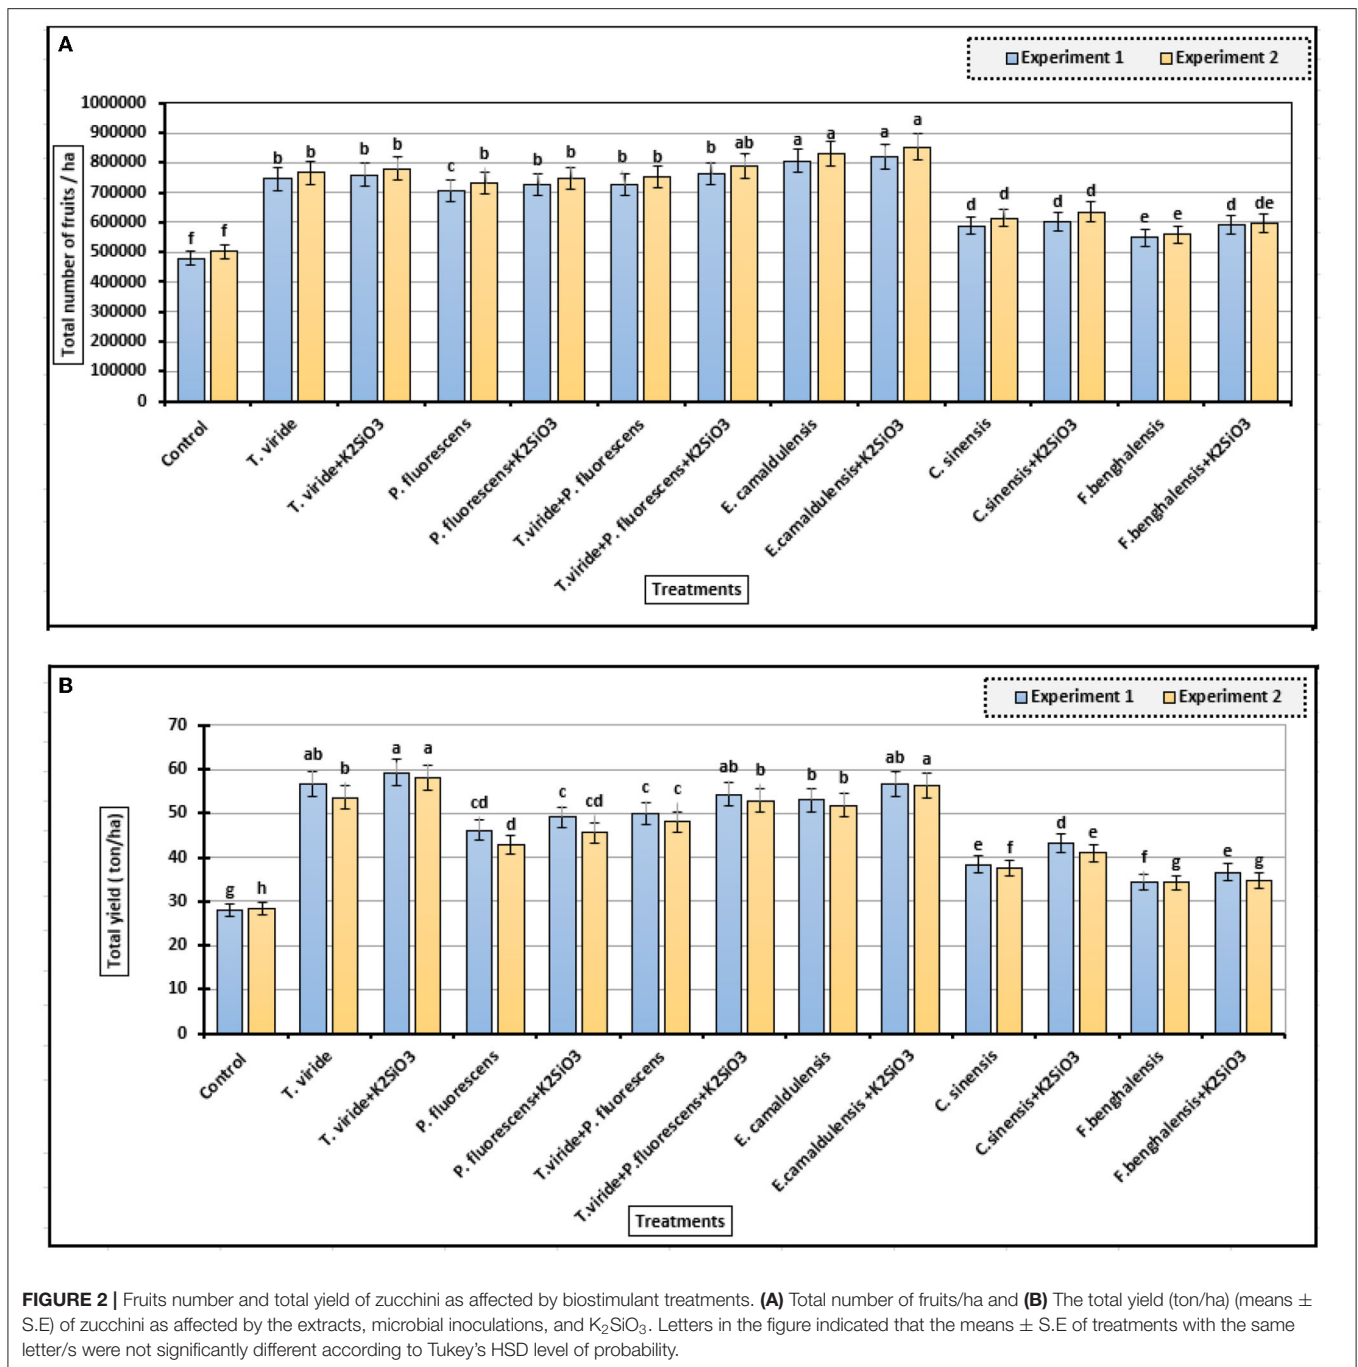 A
Experiment 1 Experiment 2
Total number of fruits / ha
1000000
900000
800000
700000
600000
500000
400000
300000
200000
100000
0
f f b b b b c b b b b b b ab a a a a d d d d e e d de
Control
T. viride
T. viride+K2SiO3
P. fluorescens
P. fluorescens+K2SiO3
T.viride+P. fluorescens
T.viride+P. fluorescens+K2SiO3
E. camaldulensis
E.camaldulensis+K2SiO3
C. sinensis
C.sinensis+K2SiO3
F.benghalensis
F.benghalensis+K2SiO3
Treatments
B
Experiment 1 Experiment 2
Total yield ( ton/ha)
70
60
50
40
30
20
10
0
g h ab b a a cd d c cd c c ab b b b ab a e f d e f g e g
Control
T. viride
T. viride+K2SiO3
P. fluorescens
P. fluorescens+K2SiO3
T.viride+P. fluorescens
T.viride+P.fluorescens+K2SiO3
E. camaldulensis
E.camaldulensis +K2SiO3
C. sinensis
C.sinensis+K2SiO3
F.benghalensis
F.benghalensis+K2SiO3
Treatments
FIGURE 2 | Fruits number and total yield of zucchini as affected by biostimulant treatments. (A) Total number of fruits/ha and (B) The total yield (ton/ha) (means ±
S.E) of zucchini as affected by the extracts, microbial inoculations, and K₂SiO₃. Letters in the figure indicated that the means ± S.E of treatments with the same
letter/s were not significantly different according to Tukey's HSD level of probability.